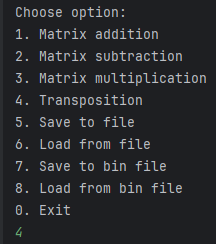 Choose option:
1. Matrix addition
2. Matrix subtraction
3. Matrix multiplication
4. Transposition
5. Save to file
6. Load from file
7. Save to bin file
8. Load from bin file
0. Exit
4